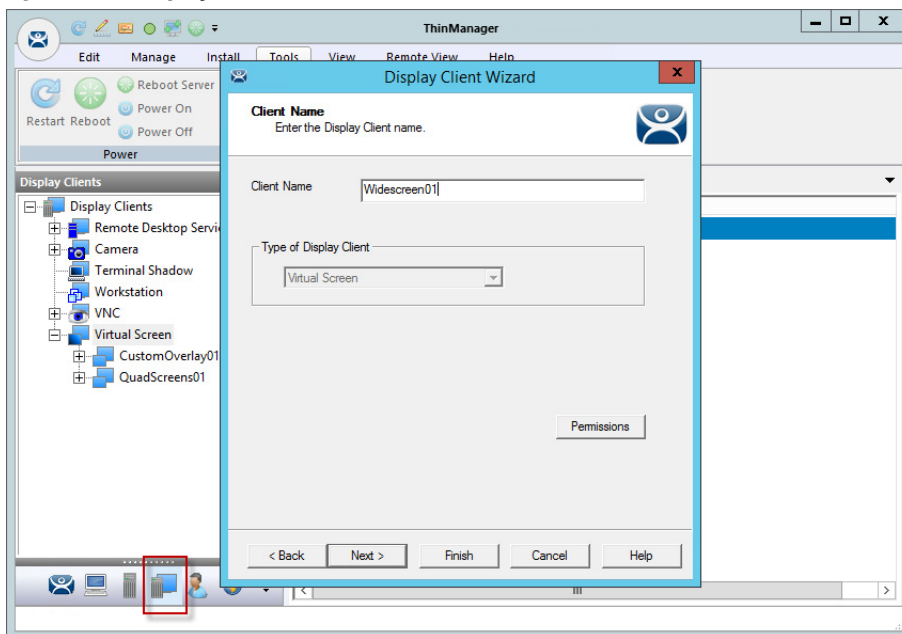 ThinManager
Edit Manage Install Tools View Remote View Help
Restart Reboot
Reboot Server
Power On
Power Off
Power
Display Clients
Display Clients
Remote Desktop Servi
Camera
Terminal Shadow
Workstation
VNC
Virtual Screen
CustomOverlay01
QuadScreens01
Display Client Wizard
Client Name
Enter the Display Client name.
Client Name Widescreen01
Type of Display Client
Virtual Screen
Permissions
< Back Next > Finish Cancel Help